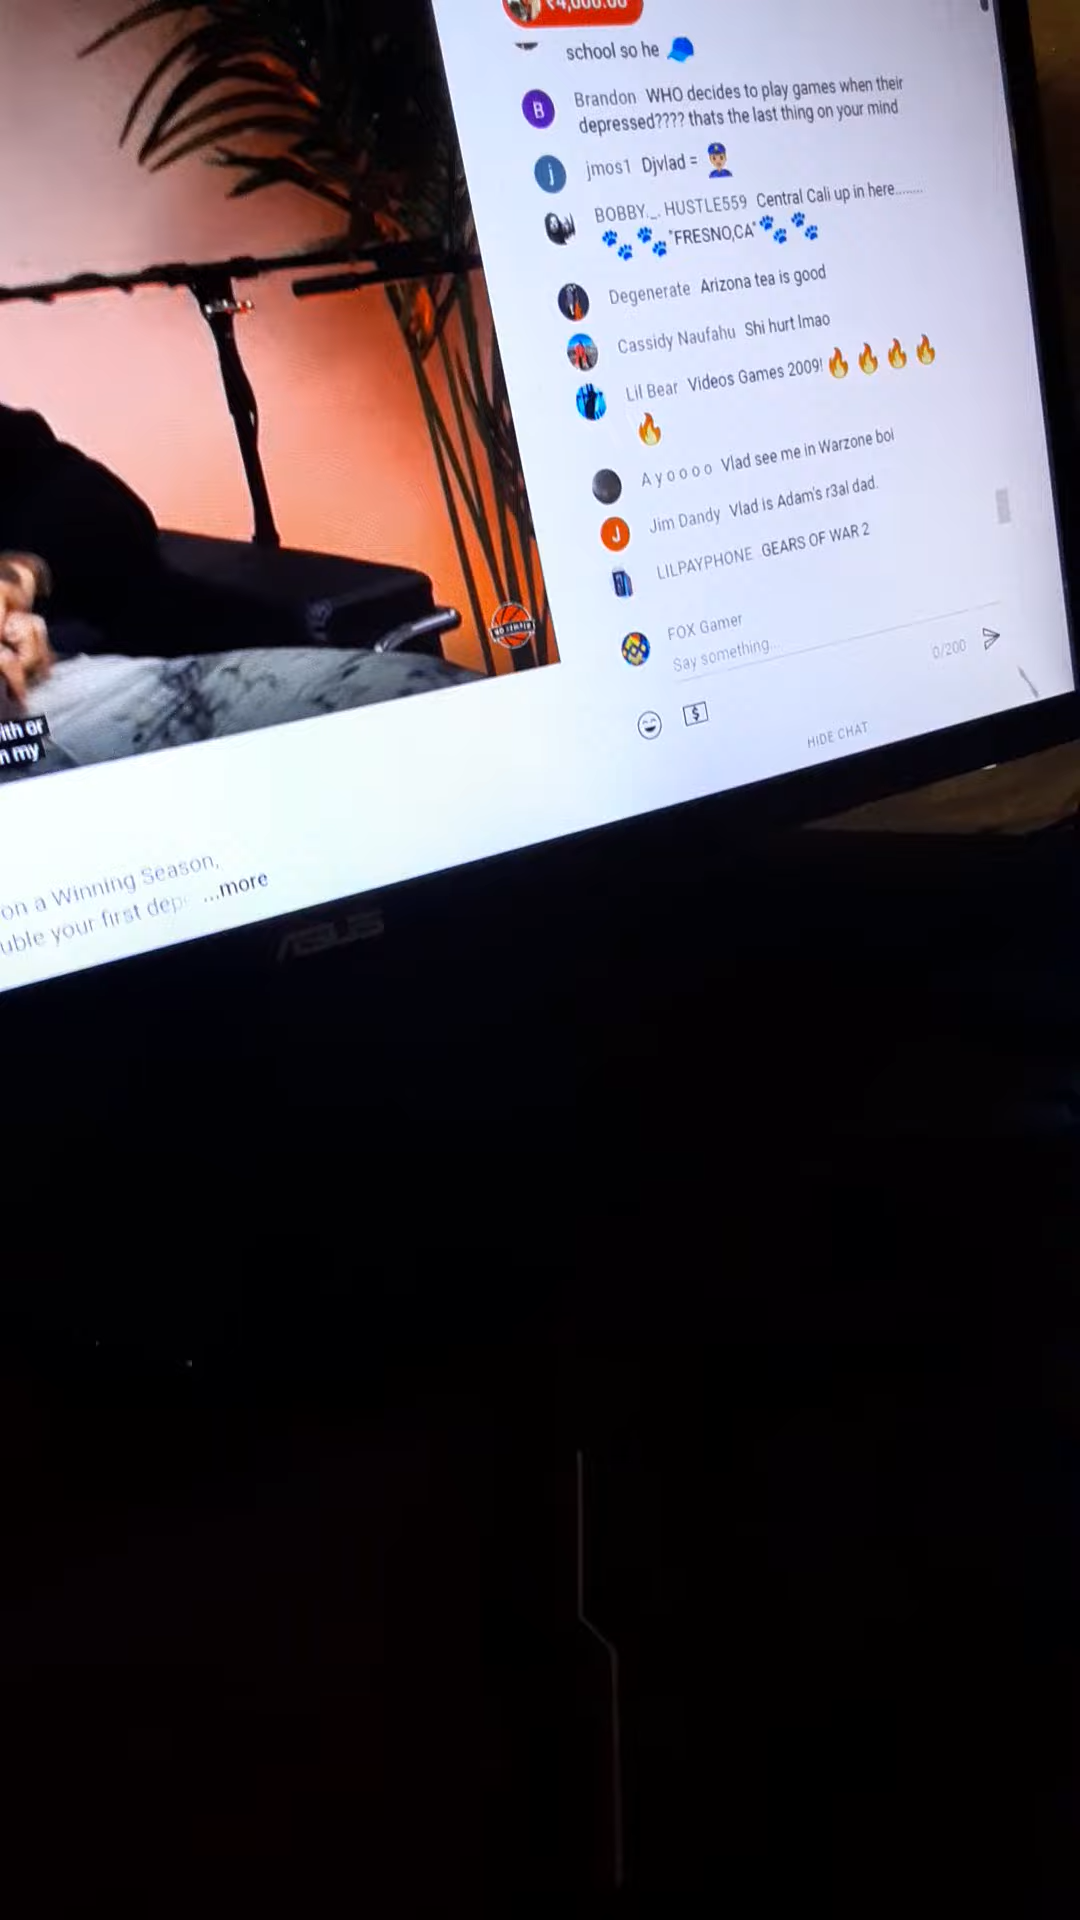 ₹4,000.00
school so he 🧢
B
Brandon WHO decides to play games when their
depressed???? thats the last thing on your mind
j
jmos1 Djvlad = 👮🏼
BOBBY._. HUSTLE559 Central Cali up in here........
🐾 🐾"FRESNO,CA"🐾 🐾
Degenerate Arizona tea is good
Cassidy Naufahu Shi hurt lmao
Lil Bear Videos Games 2009! 🔥 🔥 🔥 🔥
🔥
A y o o o o Vlad see me in Warzone boi
J
Jim Dandy Vlad is Adam's r3al dad.
LILPAYPHONE GEARS OF WAR 2
FOX Gamer
Say something...
0/200
HIDE CHAT
NO JUMPER
ith or
n my
on a Winning Season,
uble your first dep ...more
ASUS